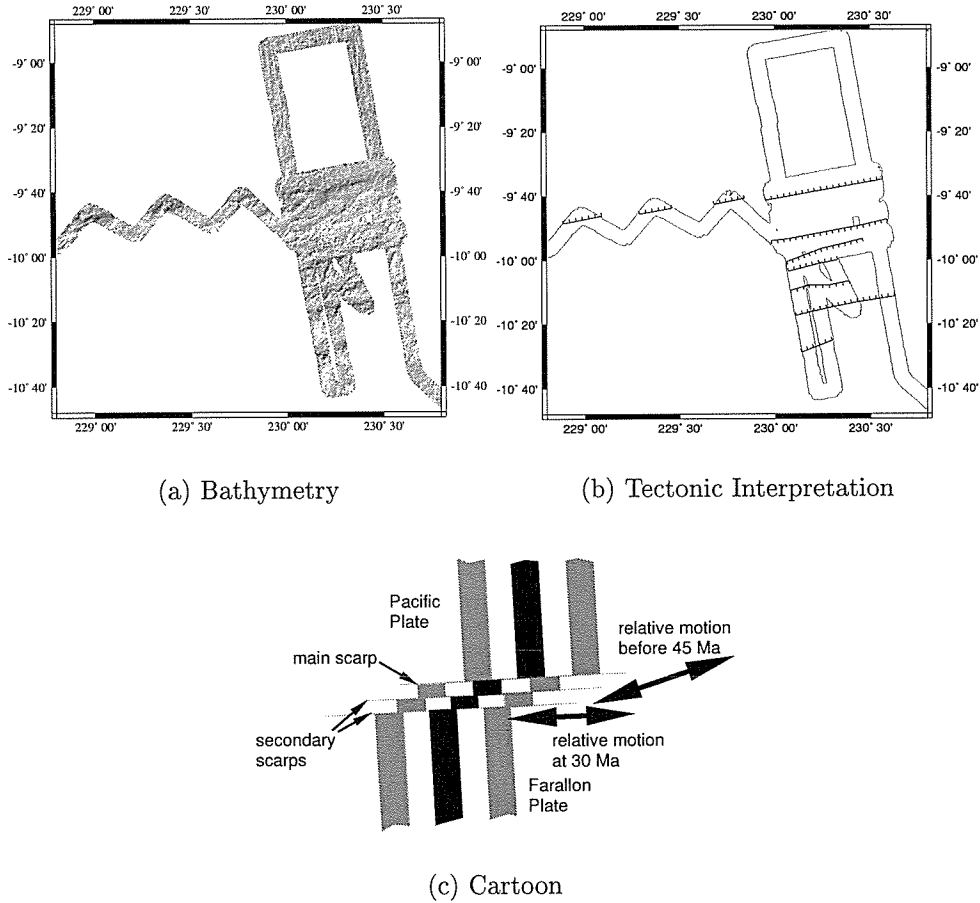 229° 00' 229° 30' 230° 00' 230° 30'
-9° 00' -9° 00'
-9° 20' -9° 20'
-9° 40' -9° 40'
-10° 00' -10° 00'
-10° 20' -10° 20'
-10° 40' -10° 40'
229° 00' 229° 30' 230° 00' 230° 30'
(a) Bathymetry
229° 00' 229° 30' 230° 00' 230° 30'
-9° 00' -9° 00'
-9° 20' -9° 20'
-9° 40' -9° 40'
-10° 00' -10° 00'
-10° 20' -10° 20'
-10° 40' -10° 40'
229° 00' 229° 30' 230° 00' 230° 30'
(b) Tectonic Interpretation
Pacific
Plate
main scarp
secondary
scarps
relative motion
before 45 Ma
relative motion
at 30 Ma
Farallon
Plate
(c) Cartoon